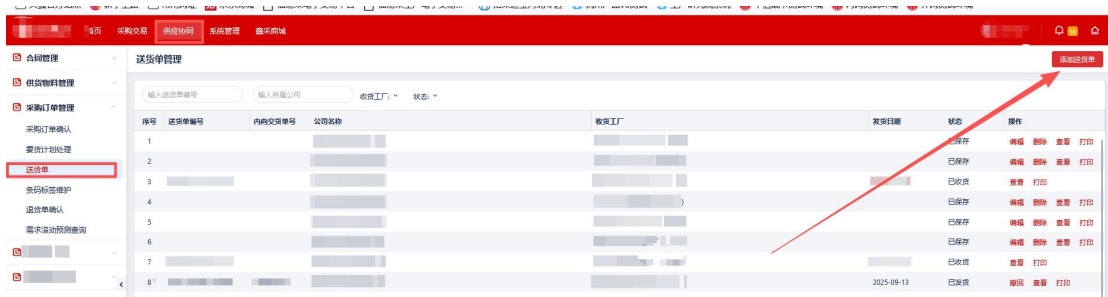 首页 采购交易 供应协同 系统管理 鑫采商城
合同管理 送货单管理 添加送货单
供货物料管理
输入送货单编号 输入所属公司 收货工厂: 状态:
采购订单管理
序号 送货单编号 内向交货单号 公司名称 收货工厂 发货日期 状态 操作
采购订单确认
1 已保存 编辑 删除 查看 打印
要货计划处理
2 已保存 编辑 删除 查看 打印
送货单
3 已收货 查看 打印
条码标签维护
4 已保存 编辑 删除 查看 打印
退货单确认
5 已保存 编辑 删除 查看 打印
需求滚动预测查询
6 已保存 编辑 删除 查看 打印
7 已收货 查看 打印
8 2025-09-13 已发货 撤回 查看 打印